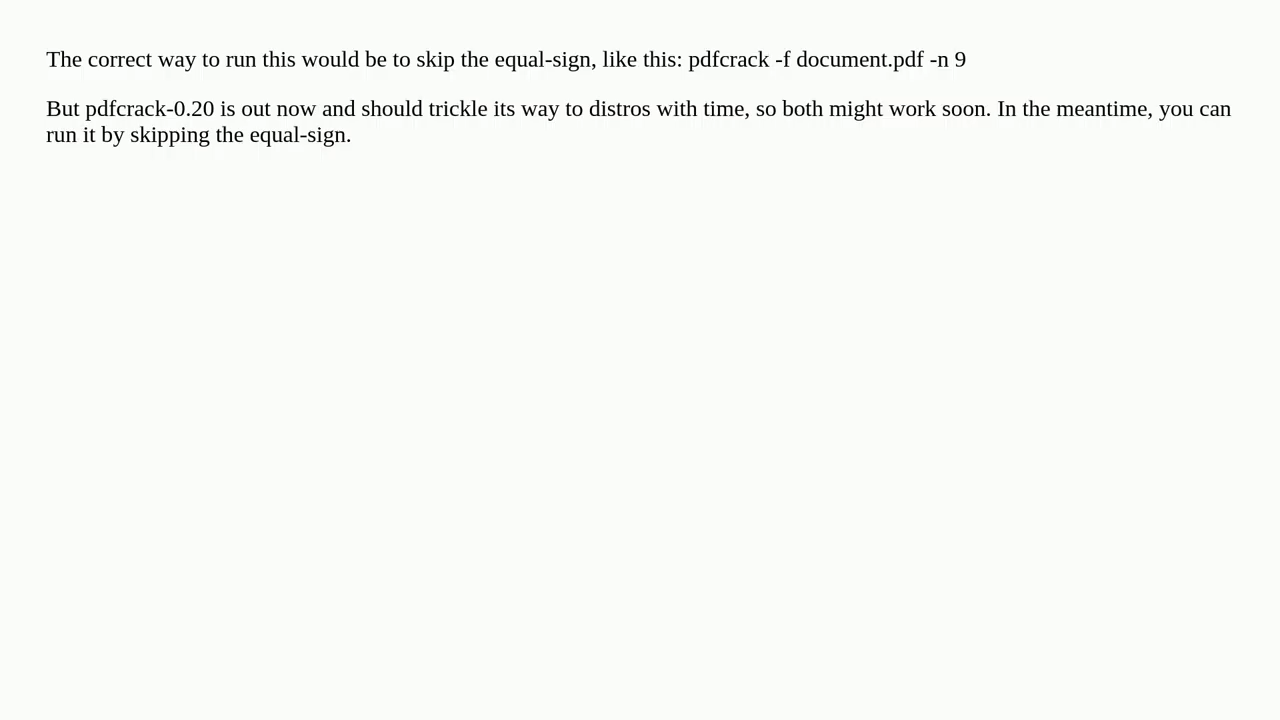 The correct way to run this would be to skip the equal-sign, like this: pdfcrack -f document.pdf -n 9
But pdfcrack-0.20 is out now and should trickle its way to distros with time, so both might work soon. In the meantime, you can
run it by skipping the equal-sign.